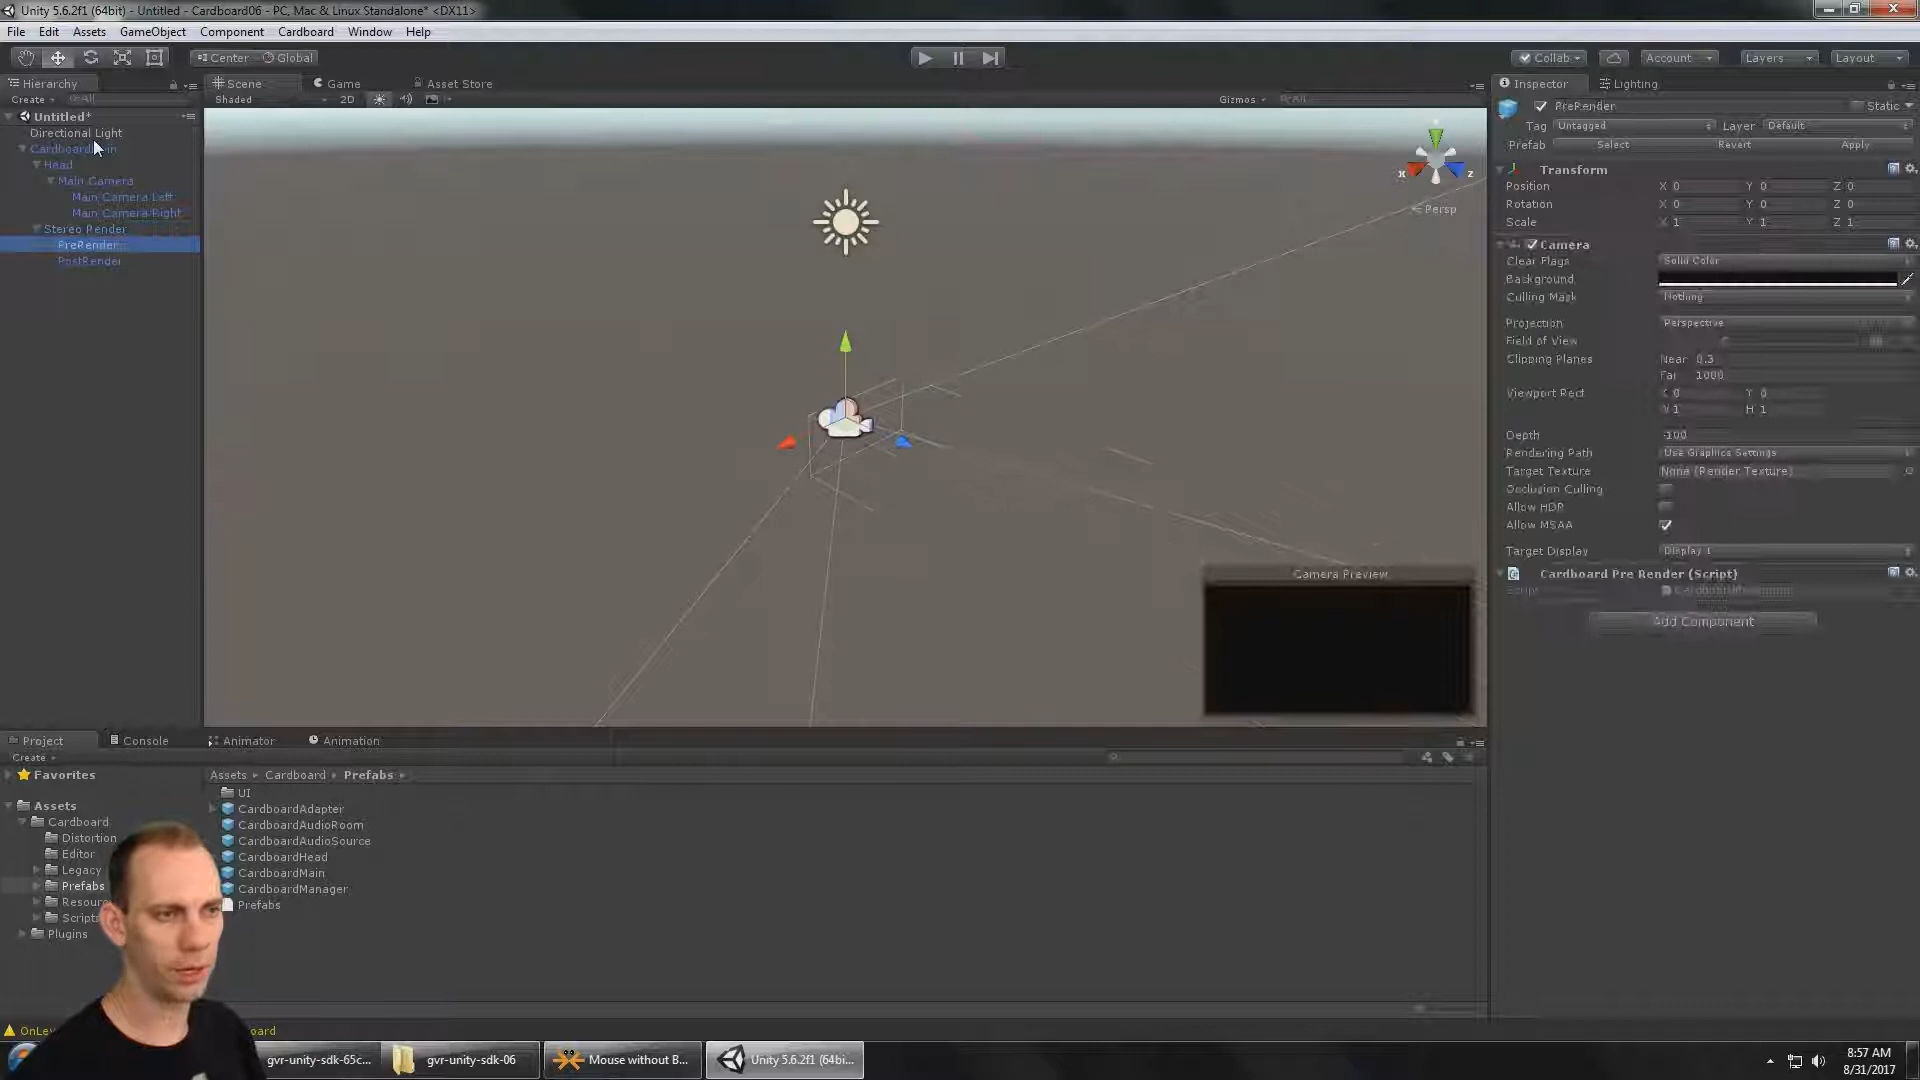 Unity 5.6.2f1 (64bit) - Untitled - Cardboard06 - PC, Mac & Linux Standalone* <DX11>
File Edit Assets GameObject Component Cardboard Window Help
Center Global Collab Account Layers Layout
Hierarchy Scene Game Asset Store Inspector Lighting
Create All Shaded 2D Gizmos All
Untitled*
Directional Light
Head
Main Camera
Main Camera Left
Main Camera Right
Stereo Render
PreRender
PostRender
x z
Persp
Camera Preview
PreRender Static
Tag Untagged Layer Default
Prefab Select Revert Apply
Transform
Position X 0 Y 0 Z 0
Rotation X 0 Y 0 Z 0
Scale X 1 Y 1 Z 1
Camera
Clear Flags Solid Color
Background
Culling Mask Nothing
Projection Perspective
Field of View
Clipping Planes Near 0.3
Far 1000
Viewport Rect X 0 Y 0
W 1 H 1
Depth -100
Rendering Path Use Graphics Settings
Target Texture None (Render Texture)
Occlusion Culling
Allow HDR
Allow MSAA
Target Display Display 1
Cardboard Pre Render (Script)
Script
Add Component
Project Console Animator Animation
Create
Favorites
Assets
Cardboard
Distortion
Editor
Legacy
Prefabs
Resour
Scripts
Plugins
Assets Cardboard Prefabs
UI
CardboardAdapter
CardboardAudioRoom
CardboardAudioSource
CardboardHead
CardboardMain
CardboardManager
Prefabs
OnLev oard
gvr-unity-sdk-65c... gvr-unity-sdk-06 Mouse without B... Unity 5.6.2f1 (64bi...
8:57 AM
8/31/2017